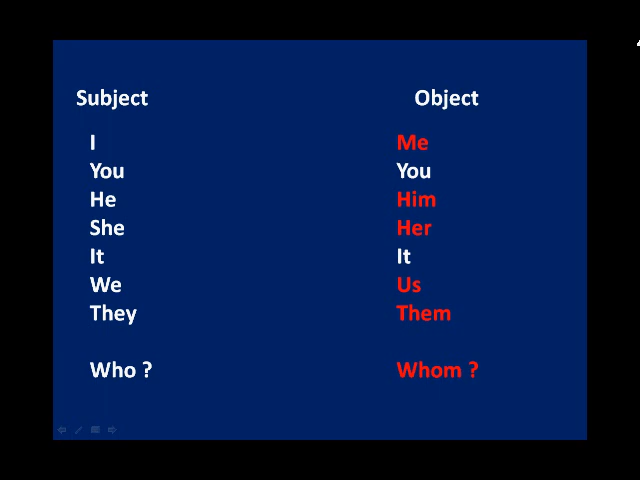 Subject Object
I Me
You You
He Him
She Her
It It
We Us
They Them
Who ? Whom ?